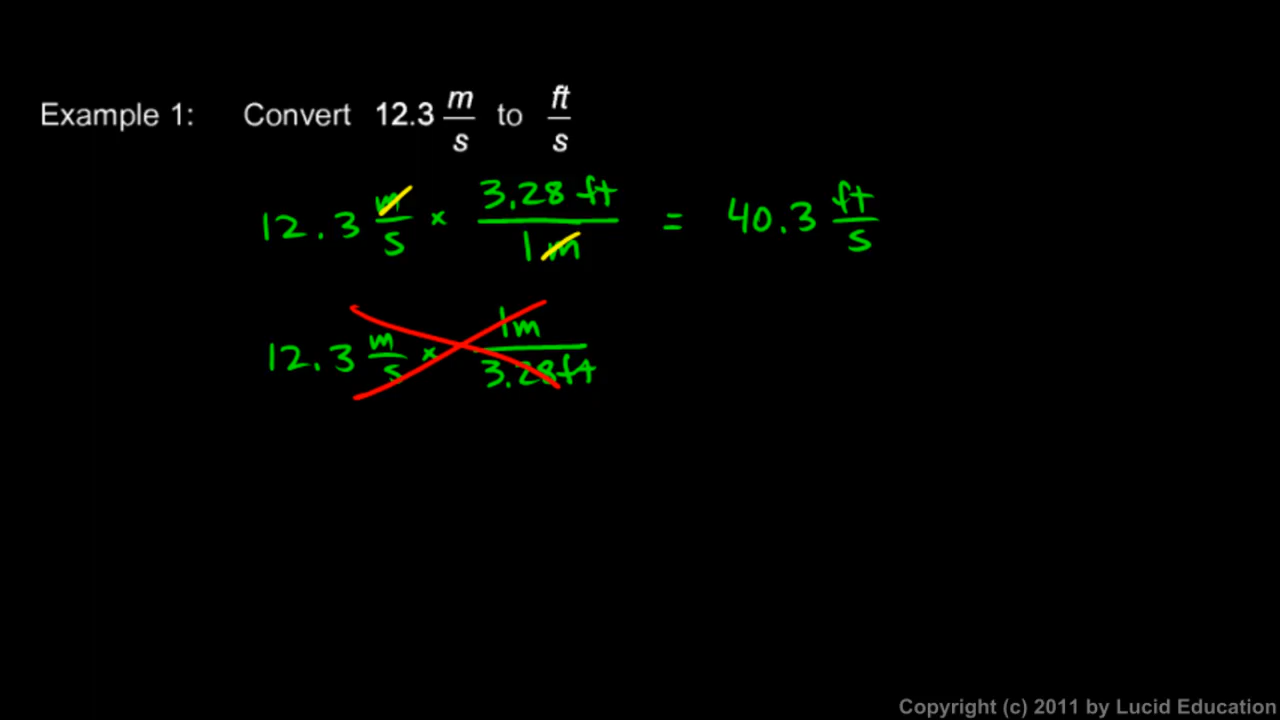 Example 1: Convert 12.3 m/s to ft/s
12.3 m/s × 3.28 ft / 1 m = 40.3 ft/s
12.3 m/s × 1m / 3.28ft
Copyright (c) 2011 by Lucid Education